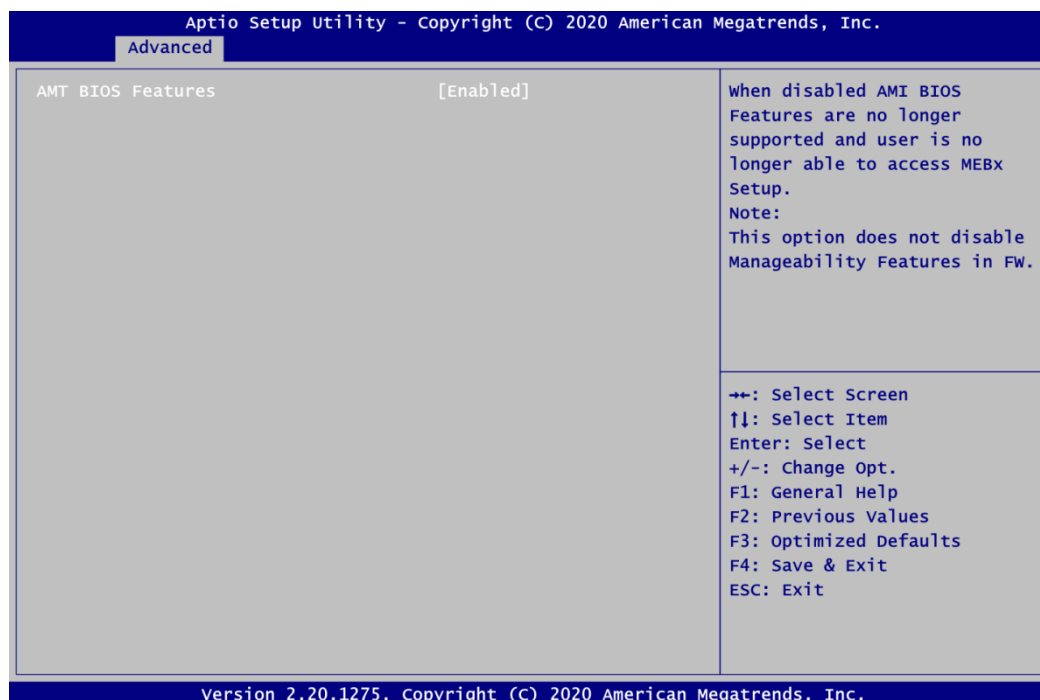 Aptio Setup Utility - Copyright (C) 2020 American Megatrends, Inc.
Advanced
AMT BIOS Features [Enabled]
When disabled AMI BIOS
Features are no longer
supported and user is no
longer able to access MEBx
Setup.
Note:
This option does not disable
Manageability Features in FW.
→←: Select Screen
↑↓: Select Item
Enter: Select
+/-: Change Opt.
F1: General Help
F2: Previous Values
F3: Optimized Defaults
F4: Save & Exit
ESC: Exit
Version 2.20.1275. Copyright (C) 2020 American Megatrends, Inc.